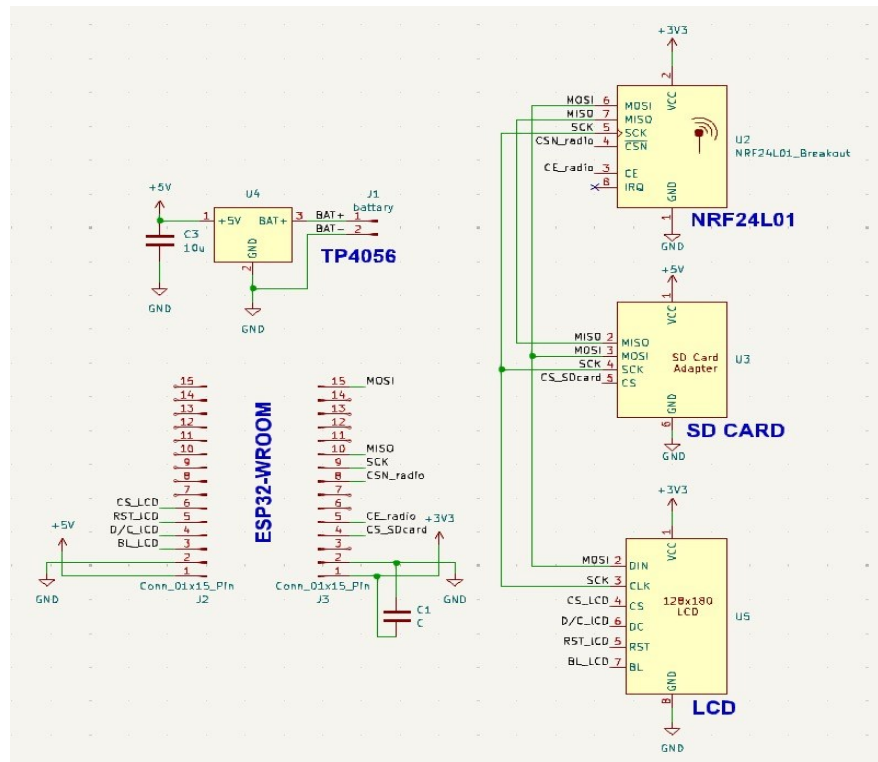 +5V
U4
J1
battary
1
+5V
BAT+
3
BAT+
1
BAT-
2
C3
10u
GND
2
TP4056
GND
GND
+3V3
2
VCC
MOSI 6 MOSI
MISO 7 MISO
SCK 5 SCK
CSN_radio 4 CSN
CE_radio 3 CE
8 IRQ
GND
1
U2
NRF24L01_Breakout
NRF24L01
GND
+5V
1
VCC
MISO 2 MISO
MOSI 3 MOSI
SCK 4 SCK
CS_SDcard 5 CS
SD Card
Adapter
U3
GND
6
SD CARD
GND
15
14
13
12
11
10
9
8
7
CS_LCD 6
RST_LCD 5
D/C_LCD 4
BL_LCD 3
2
1
+5V
GND
Conn_01x15_Pin
J2
ESP32-WROOM
15 MOSI
14
13
12
11
10 MISO
9 SCK
8 CSN_radio
7
6
5 CE_radio
4 CS_SDcard
3
2
1
+3V3
GND
Conn_01x15_Pin
J3
C1
C
+3V3
1
VCC
MOSI 2 DIN
SCK 3 CLK
CS_LCD 4 CS
D/C_LCD 6 DC
RST_LCD 5 RST
BL_LCD 7 BL
128x180
LCD
U5
GND
8
LCD
GND